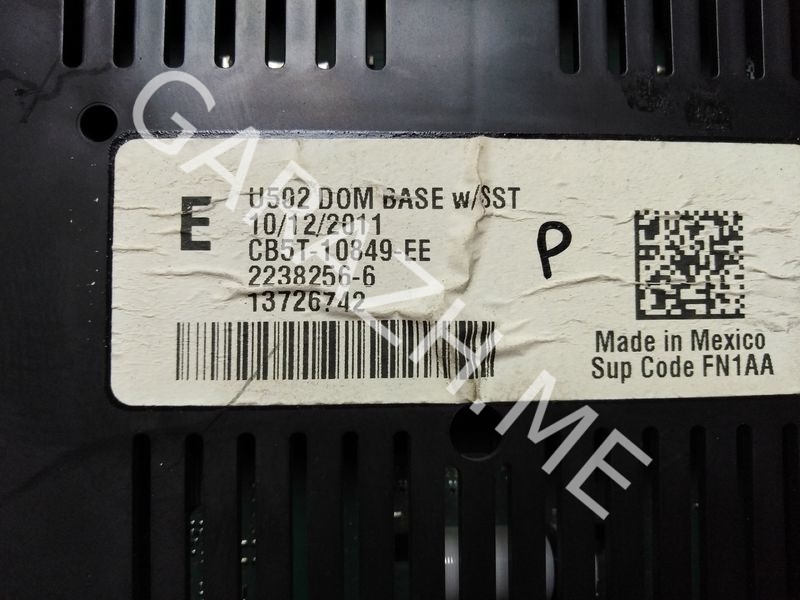 E
U502 DOM BASE w/SST
10/12/2011
CB5T-10849-EE
2238256-6
13726742
P
Made in Mexico
Sup Code FN1AA
GARAZH.ME